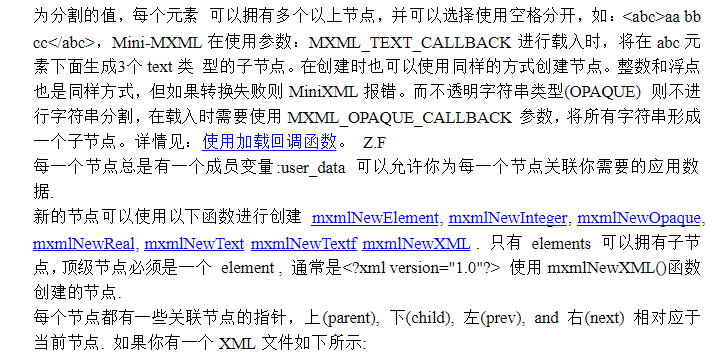 为分割的值，每个元素 可以拥有多个以上节点，并可以选择使用空格分开，如：<abc>aa bb
cc</abc>，Mini-MXML 在使用参数：MXML_TEXT_CALLBACK 进行载入时，将在 abc 元
素下面生成3个 text 类 型的子节点。在创建时也可以使用同样的方式创建节点。整数和浮点
也是同样方式，但如果转换失败则 MiniXML 报错。而不透明字符串类型(OPAQUE) 则不进
行字符串分割，在载入时需要使用 MXML_OPAQUE_CALLBACK 参数，将所有字符串形成
一个子节点。详情见：使用加载回调函数。 Z.F
每一个节点总是有一个成员变量:user_data 可以允许你为每一个节点关联你需要的应用数
据.
新的节点可以使用以下函数进行创建 mxmlNewElement, mxmlNewInteger, mxmlNewOpaque,
mxmlNewReal, mxmlNewText mxmlNewTextf mxmlNewXML . 只有 elements 可以拥有子节
点,顶级节点必须是一个 element , 通常是<?xml version="1.0"?> 使用 mxmlNewXML()函数
创建的节点.
每个节点都有一些关联节点的指针，上(parent), 下(child), 左(prev), and 右(next) 相对应于
当前节点. 如果你有一个 XML 文件如下所示: